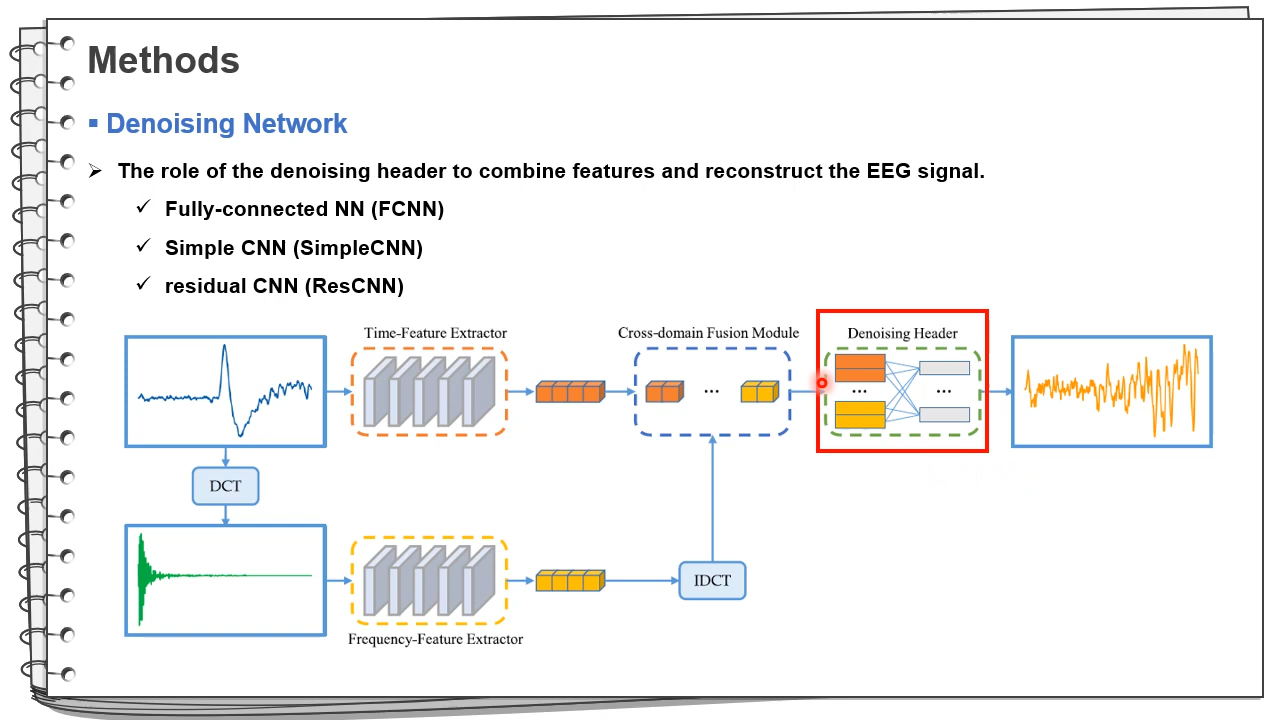 Methods
Denoising Network
The role of the denoising header to combine features and reconstruct the EEG signal.
Fully-connected NN (FCNN)
Simple CNN (SimpleCNN)
residual CNN (ResCNN)
Time-Feature Extractor
Cross-domain Fusion Module
Denoising Header
...
...
...
DCT
IDCT
Frequency-Feature Extractor